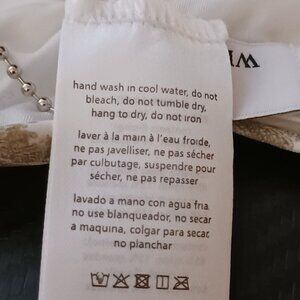 hand wash in cool water, do not
bleach, do not tumble dry,
hang to dry, do not iron
laver à la main à l'eau froide,
ne pas javelliser, ne pas sécher
par culbutage, suspendre pour
sécher, ne pas repasser
lavado a mano con agua fria
no use blanqueador, no secar
a maquina, colgar para secar,
no planchar